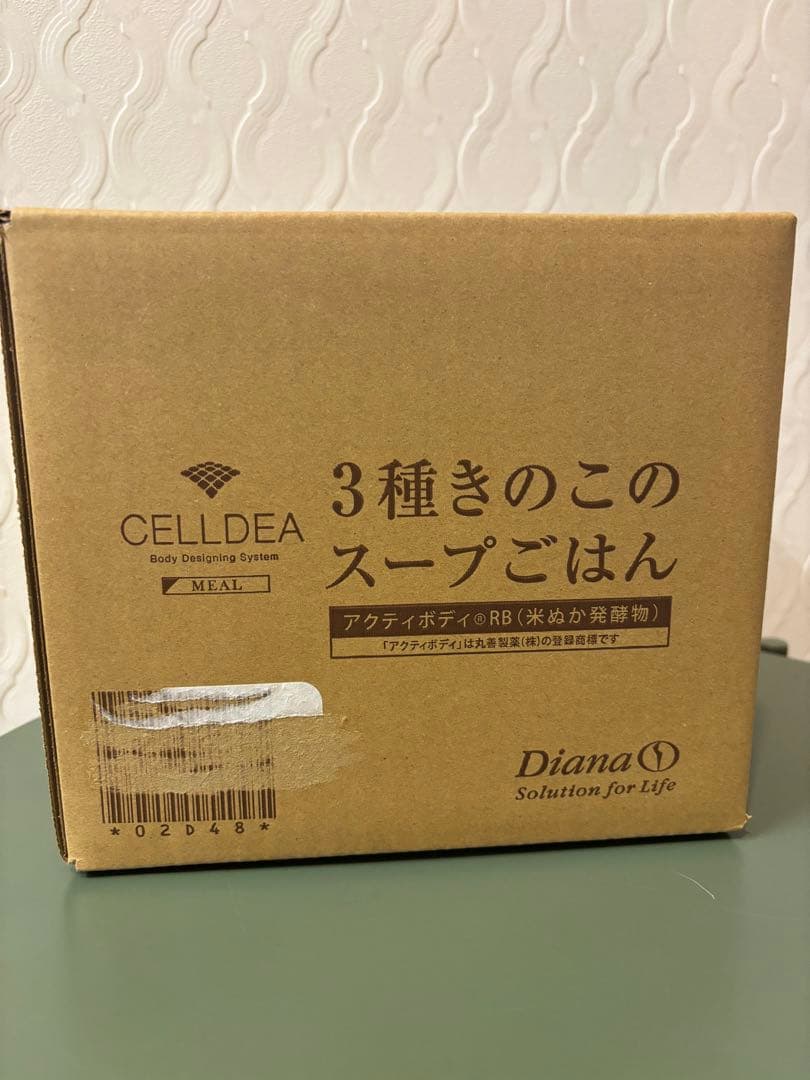 CELLDEA
Body Designing System
MEAL
3種きのこの
スープごはん
アクティボディ®RB(米ぬか発酵物)
「アクティボディ」は丸善製薬(株)の登録商標です
*02D48*
Diana
Solution for Life